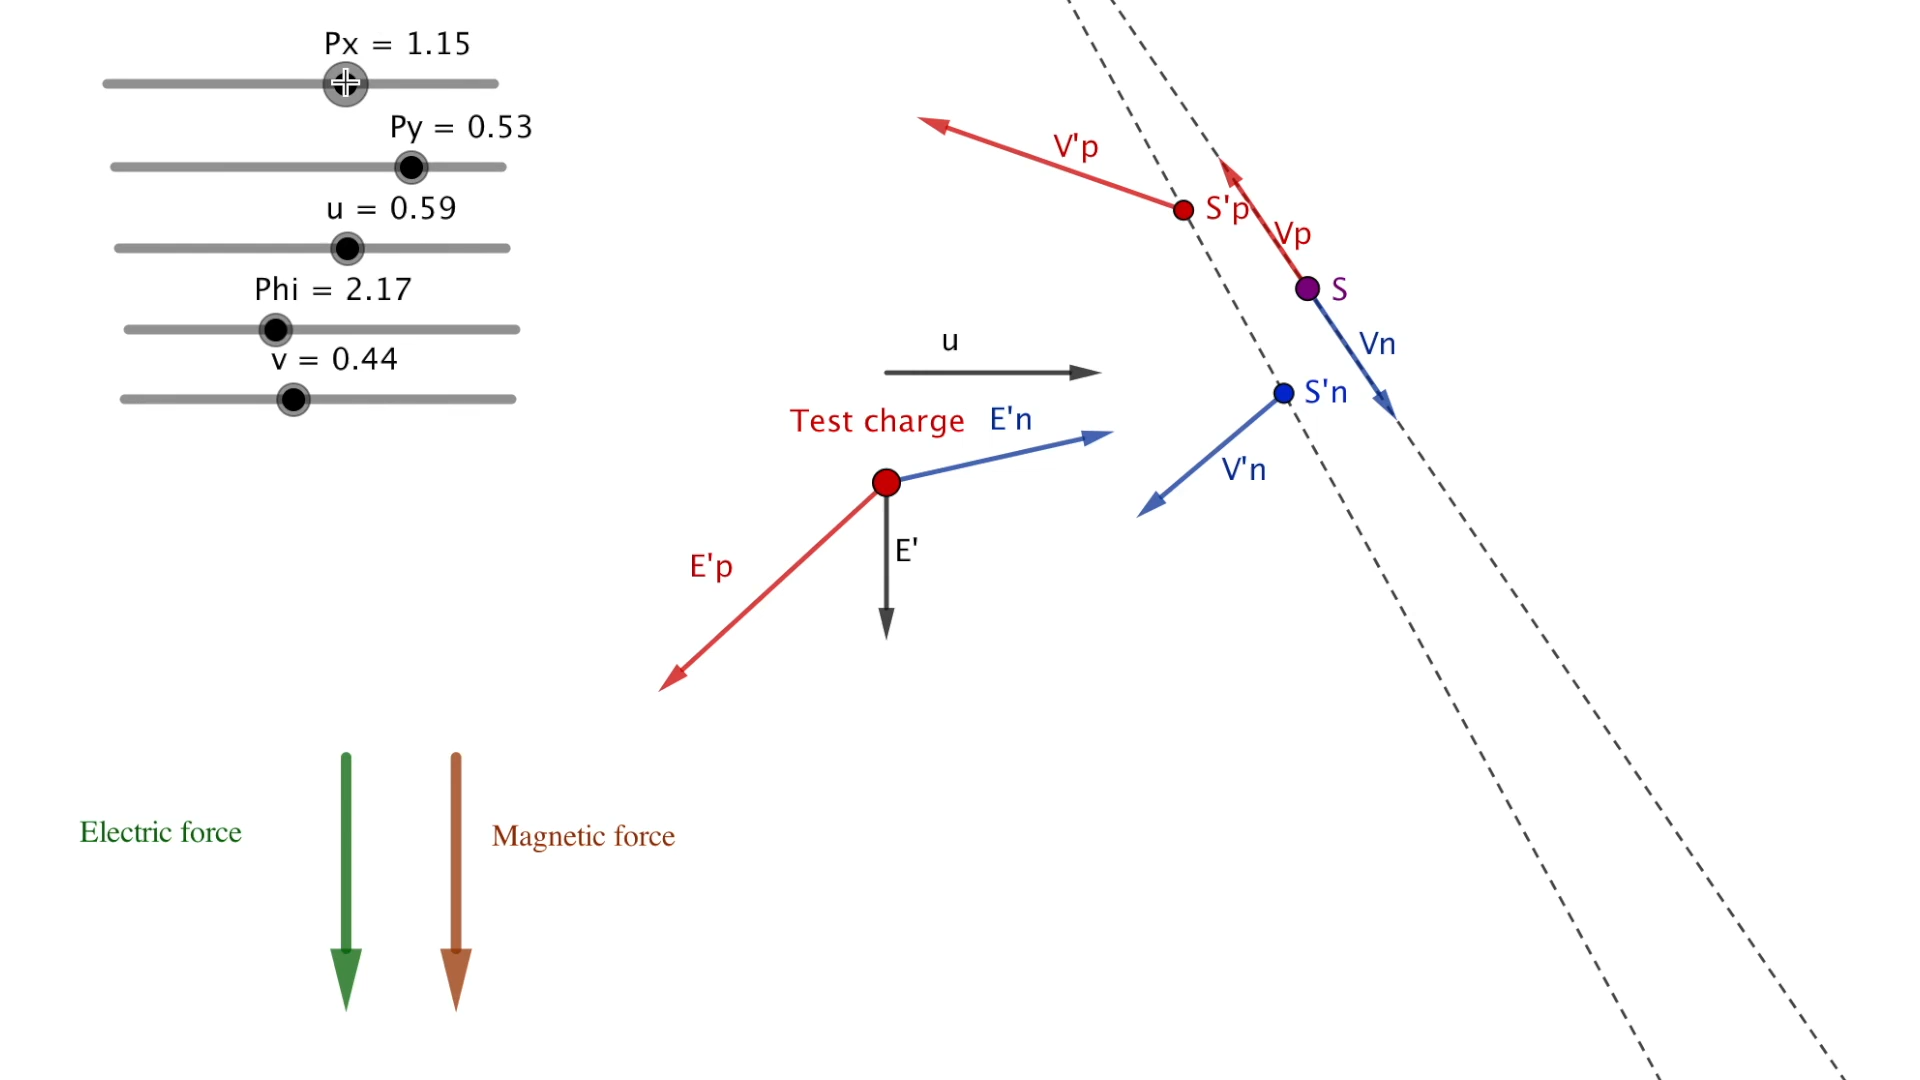 Px = 1.15
Py = 0.53
u = 0.59
Phi = 2.17
v = 0.44
V'p
S'p
Vp
S
Vn
u
S'n
Test charge
E'n
V'n
E'
E'p
Electric force
Magnetic force